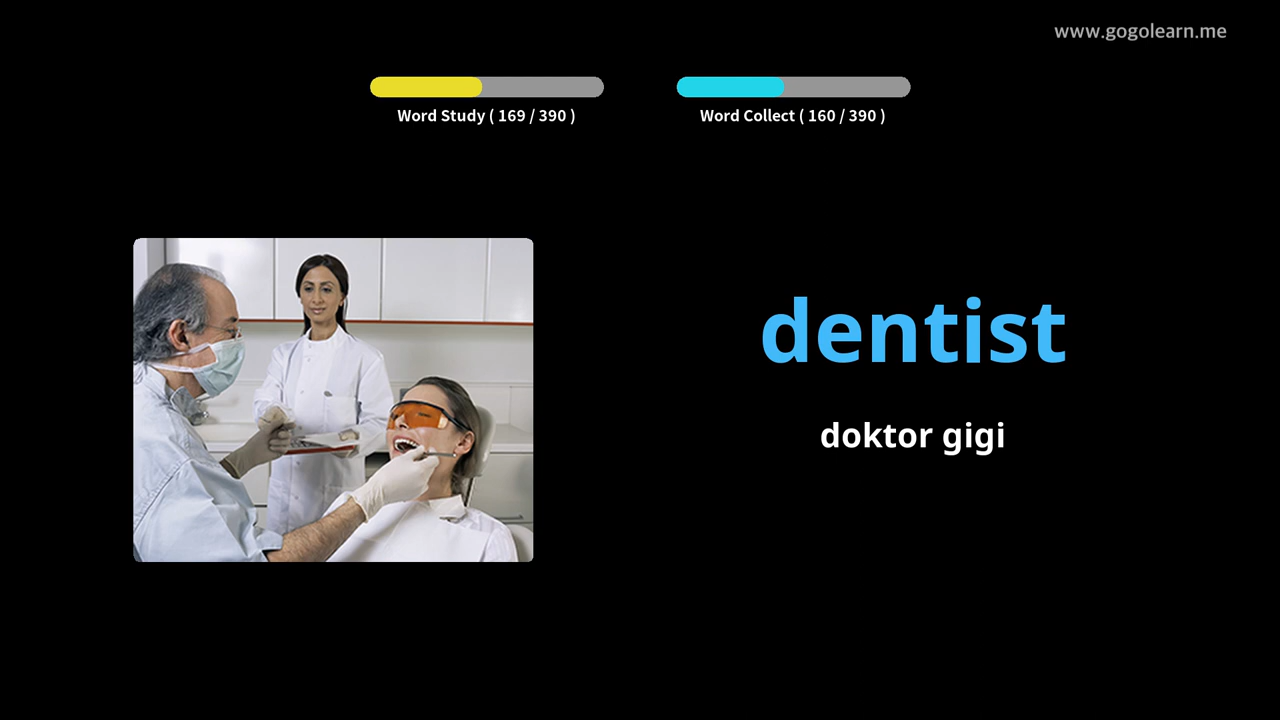 www.gogolearn.me
Word Study ( 169 / 390 )
Word Collect ( 160 / 390 )
dentist
doktor gigi